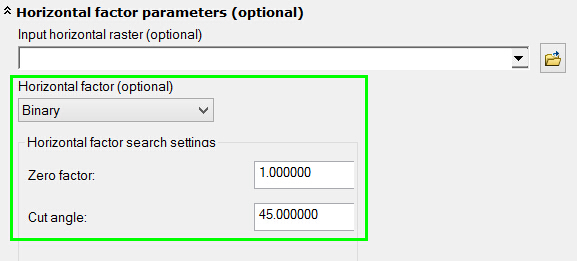 Horizontal factor parameters (optional)
Input horizontal raster (optional)
Horizontal factor (optional)
Binary
Horizontal factor search settings
Zero factor: 1.000000
Cut angle: 45.000000